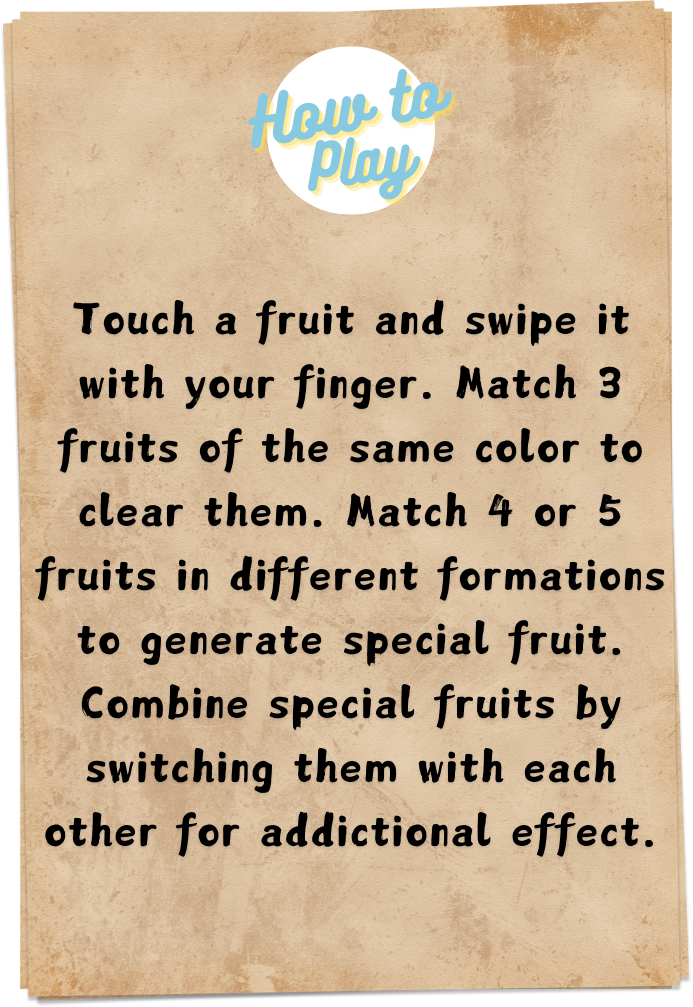 How to
Play
Touch a fruit and swipe it
with your finger. Match 3
fruits of the same color to
clear them. Match 4 or 5
fruits in different formations
to generate special fruit.
Combine special fruits by
switching them with each
other for addictional effect.